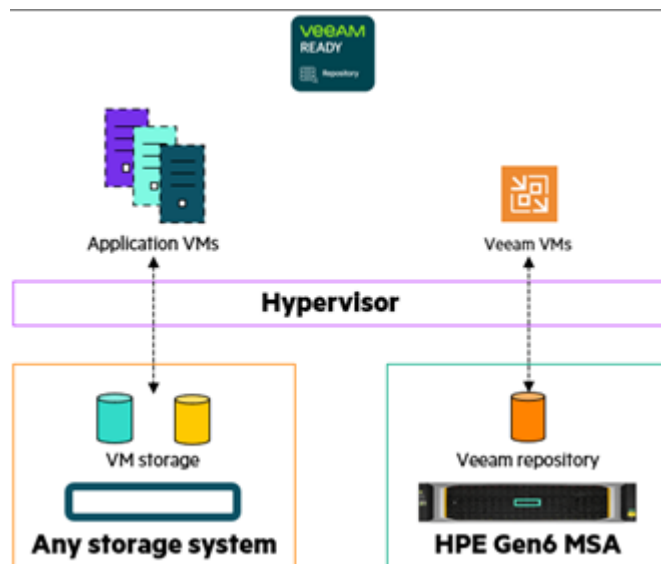 veeAM
READY
Repository
Application VMs
Veeam VMs
Hypervisor
VM storage
Veeam repository
Any storage system
HPE Gen6 MSA